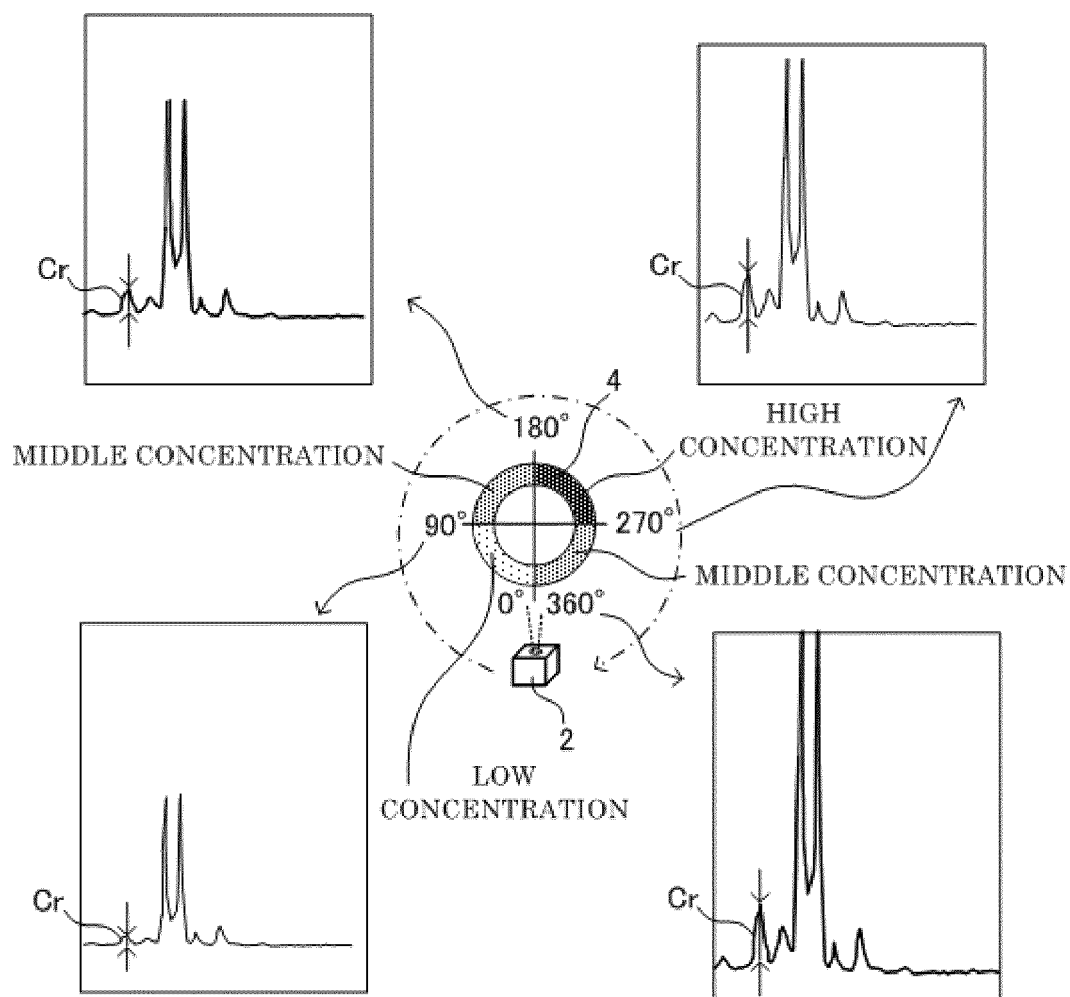 Cr
Cr
4
HIGH
CONCENTRATION
180°
MIDDLE CONCENTRATION
90°
270°
MIDDLE CONCENTRATION
0°
360°
2
LOW
CONCENTRATION
Cr
Cr